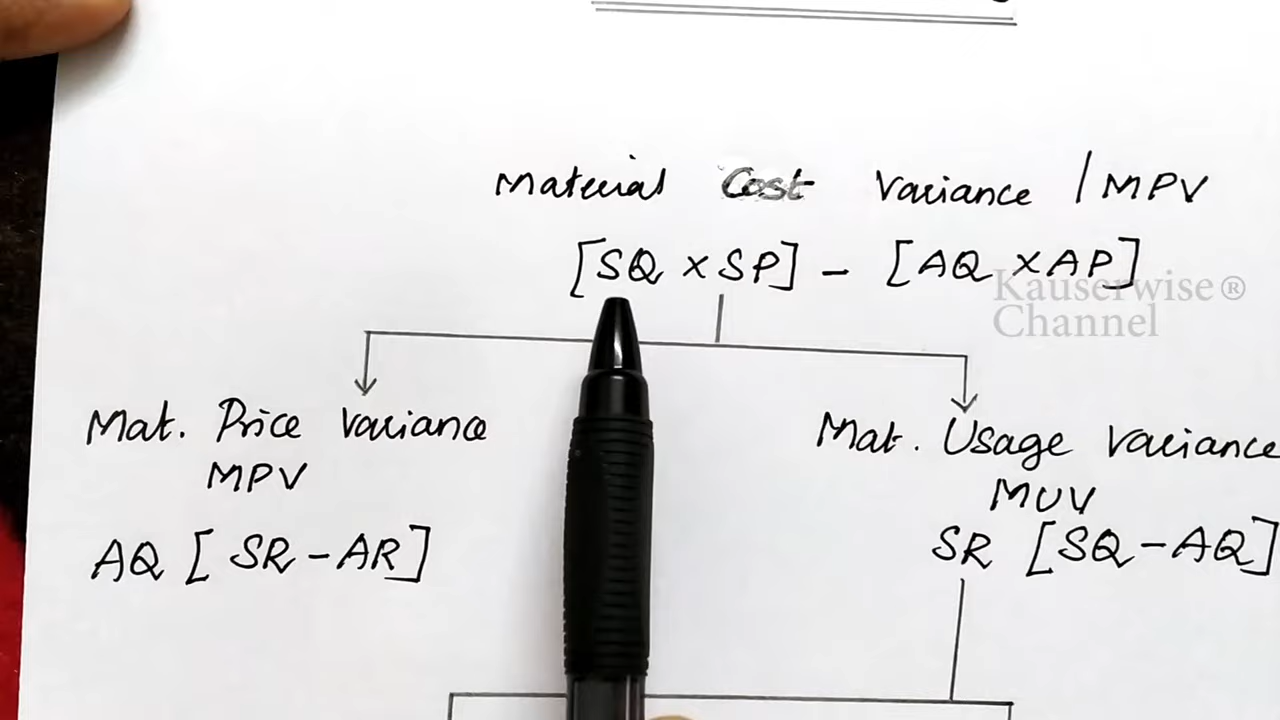 Material Cost Variance / MPV
[SQ × SP] - [AQ × AP]
Kauserwise®
Channel
Mat. Price Variance
MPV
AQ [SR - AR]
Mat. Usage Variance
MUV
SR [SQ - AQ]